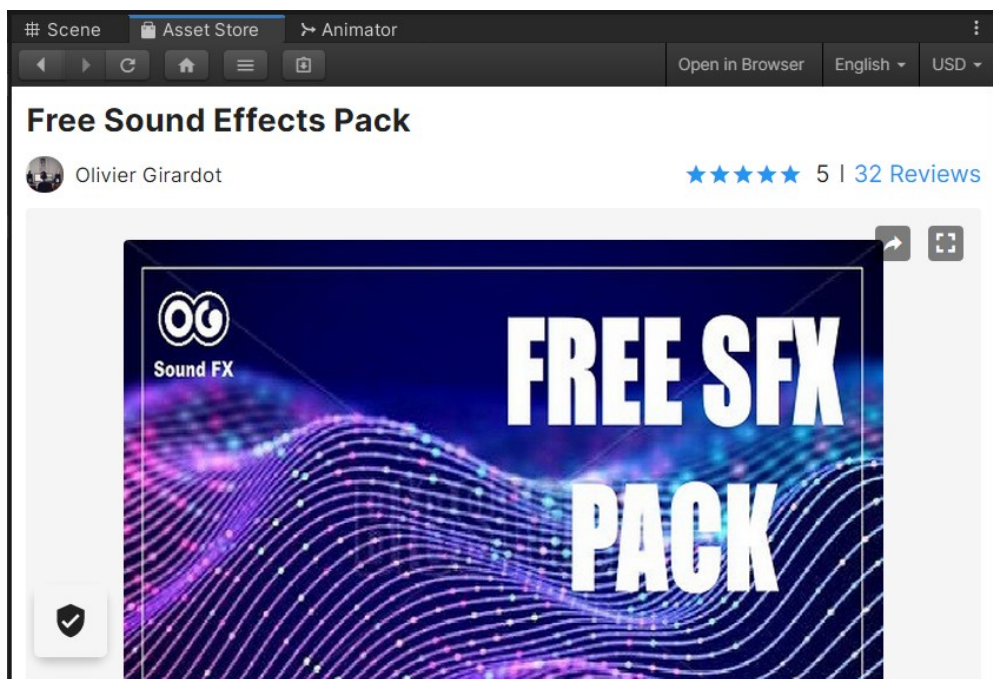 Scene Asset Store Animator
Open in Browser English USD
Free Sound Effects Pack
Olivier Girardot 5 | 32 Reviews
OG
Sound FX
FREE SFX
PACK